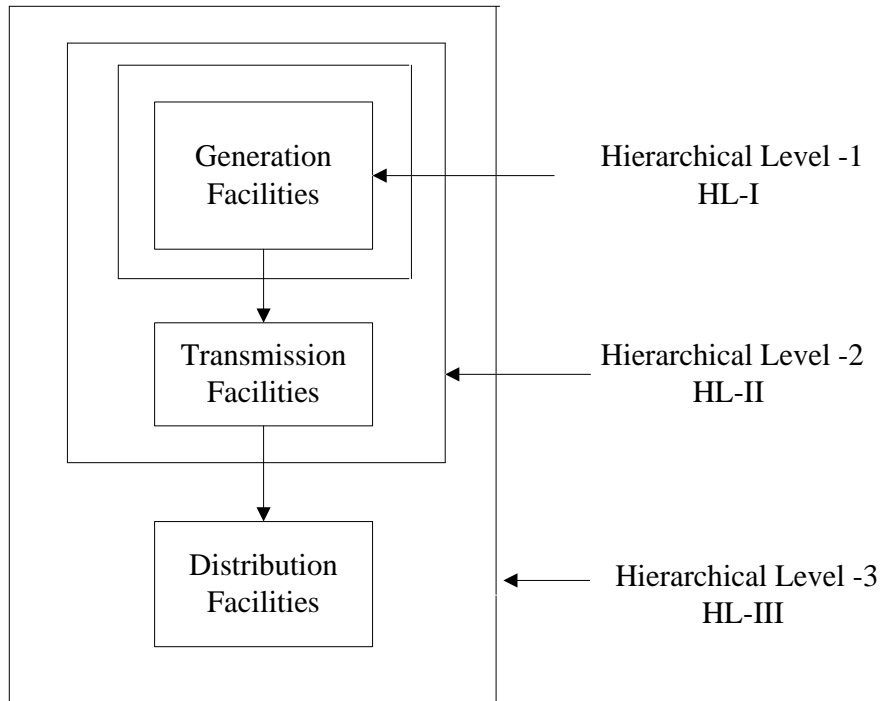 Generation
Facilities
Hierarchical Level -1
HL-I
Transmission
Facilities
Hierarchical Level -2
HL-II
Distribution
Facilities
Hierarchical Level -3
HL-III